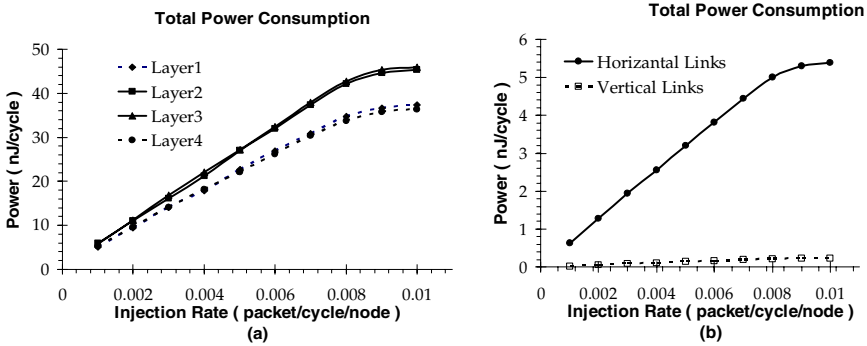 Total Power Consumption
50
40
30
20
10
0
Power ( nJ/cycle)
Layer1
Layer2
Layer3
Layer4
0 0.002 0.004 0.006 0.008 0.01
Injection Rate ( packet/cycle/node )
(a)
Total Power Consumption
6
5
4
3
2
1
0
Power ( nJ/cycle)
Horizantal Links
Vertical Links
0 0.002 0.004 0.006 0.008 0.01
Injection Rate ( packet/cycle/node )
(b)